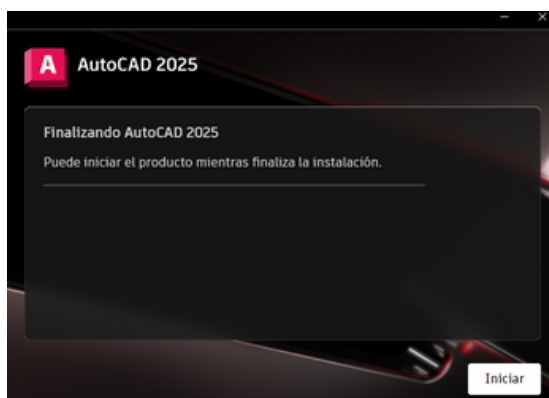 A AutoCAD 2025
Finalizando AutoCAD 2025
Puede iniciar el producto mientras finaliza la instalación.
Iniciar